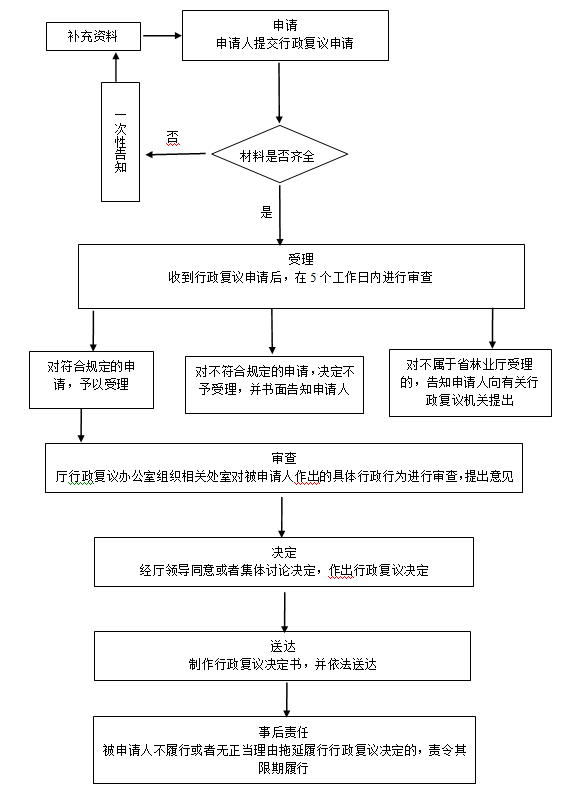 补充资料
申请
申请人提交行政复议申请
一次性告知
否
材料是否齐全
是
受理
收到行政复议申请后，在 5 个工作日内进行审查
对符合规定的申
请，予以受理
对不符合规定的申请，决定不
予受理，并书面告知申请人
对不属于省林业厅受理
的，告知申请人向有关行
政复议机关提出
审查
厅行政复议办公室组织相关处室对被申请人作出的具体行政行为进行审查，提出意见
决定
经厅领导同意或者集体讨论决定，作出行政复议决定
送达
制作行政复议决定书，并依法送达
事后责任
被申请人不履行或者无正当理由拖延履行行政复议决定的，责令其
限期履行